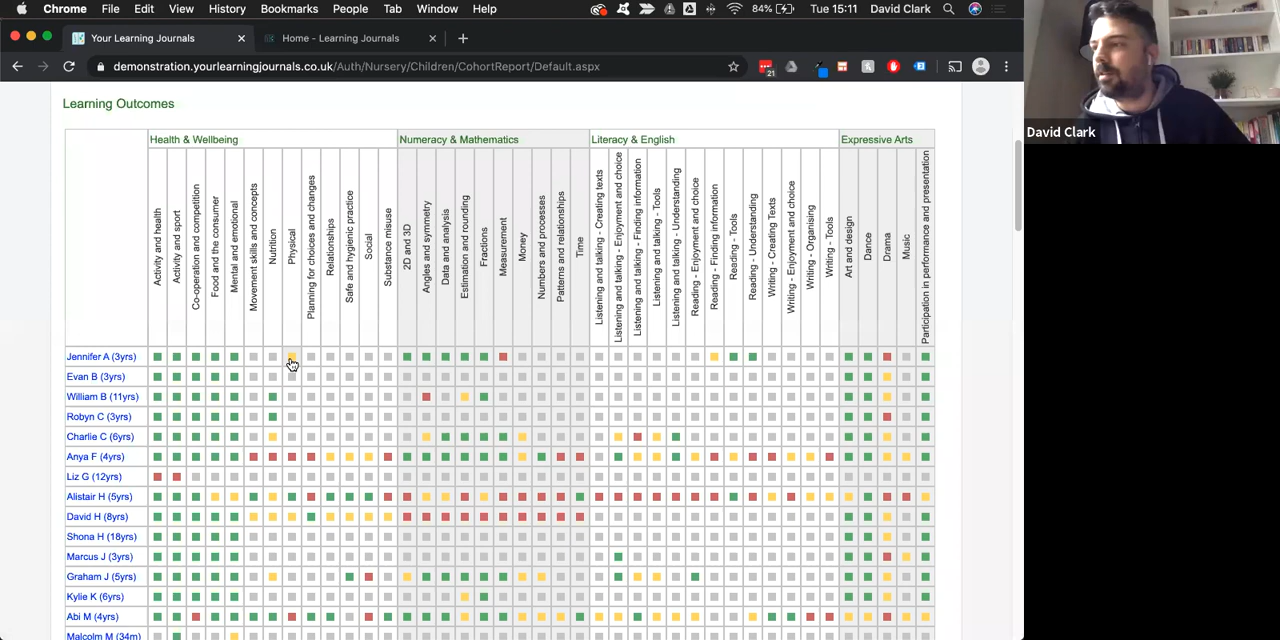 Chrome File Edit View History Bookmarks People Tab Window Help 84% Tue 15:11 David Clark
Your Learning Journals
Home - Learning Journals
demonstration.yourlearningjournals.co.uk/Auth/Nursery/Children/CohortReport/Default.aspx
21
David Clark
Learning Outcomes
Health & Wellbeing Numeracy & Mathematics Literacy & English Expressive Arts
Activity and health
Activity and sport
Co-operation and competition
Food and the consumer
Mental and emotional
Movement skills and concepts
Nutrition
Physical
Planning for choices and changes
Relationships
Safe and hygienic practice
Social
Substance misuse
2D and 3D
Angles and symmetry
Data and analysis
Estimation and rounding
Fractions
Measurement
Money
Numbers and processes
Patterns and relationships
Time
Listening and talking - Creating texts
Listening and talking - Enjoyment and choice
Listening and talking - Finding information
Listening and talking - Tools
Listening and talking - Understanding
Reading - Enjoyment and choice
Reading - Finding information
Reading - Tools
Reading - Understanding
Writing - Creating Texts
Writing - Enjoyment and choice
Writing - Organising
Writing - Tools
Art and design
Dance
Drama
Music
Participation in performance and presentation
Jennifer A (3yrs)
Evan B (3yrs)
William B (11yrs)
Robyn C (3yrs)
Charlie C (6yrs)
Anya F (4yrs)
Liz G (12yrs)
Alistair H (5yrs)
David H (8yrs)
Shona H (18yrs)
Marcus J (3yrs)
Graham J (5yrs)
Kylie K (6yrs)
Abi M (4yrs)
Malcolm M (34m)